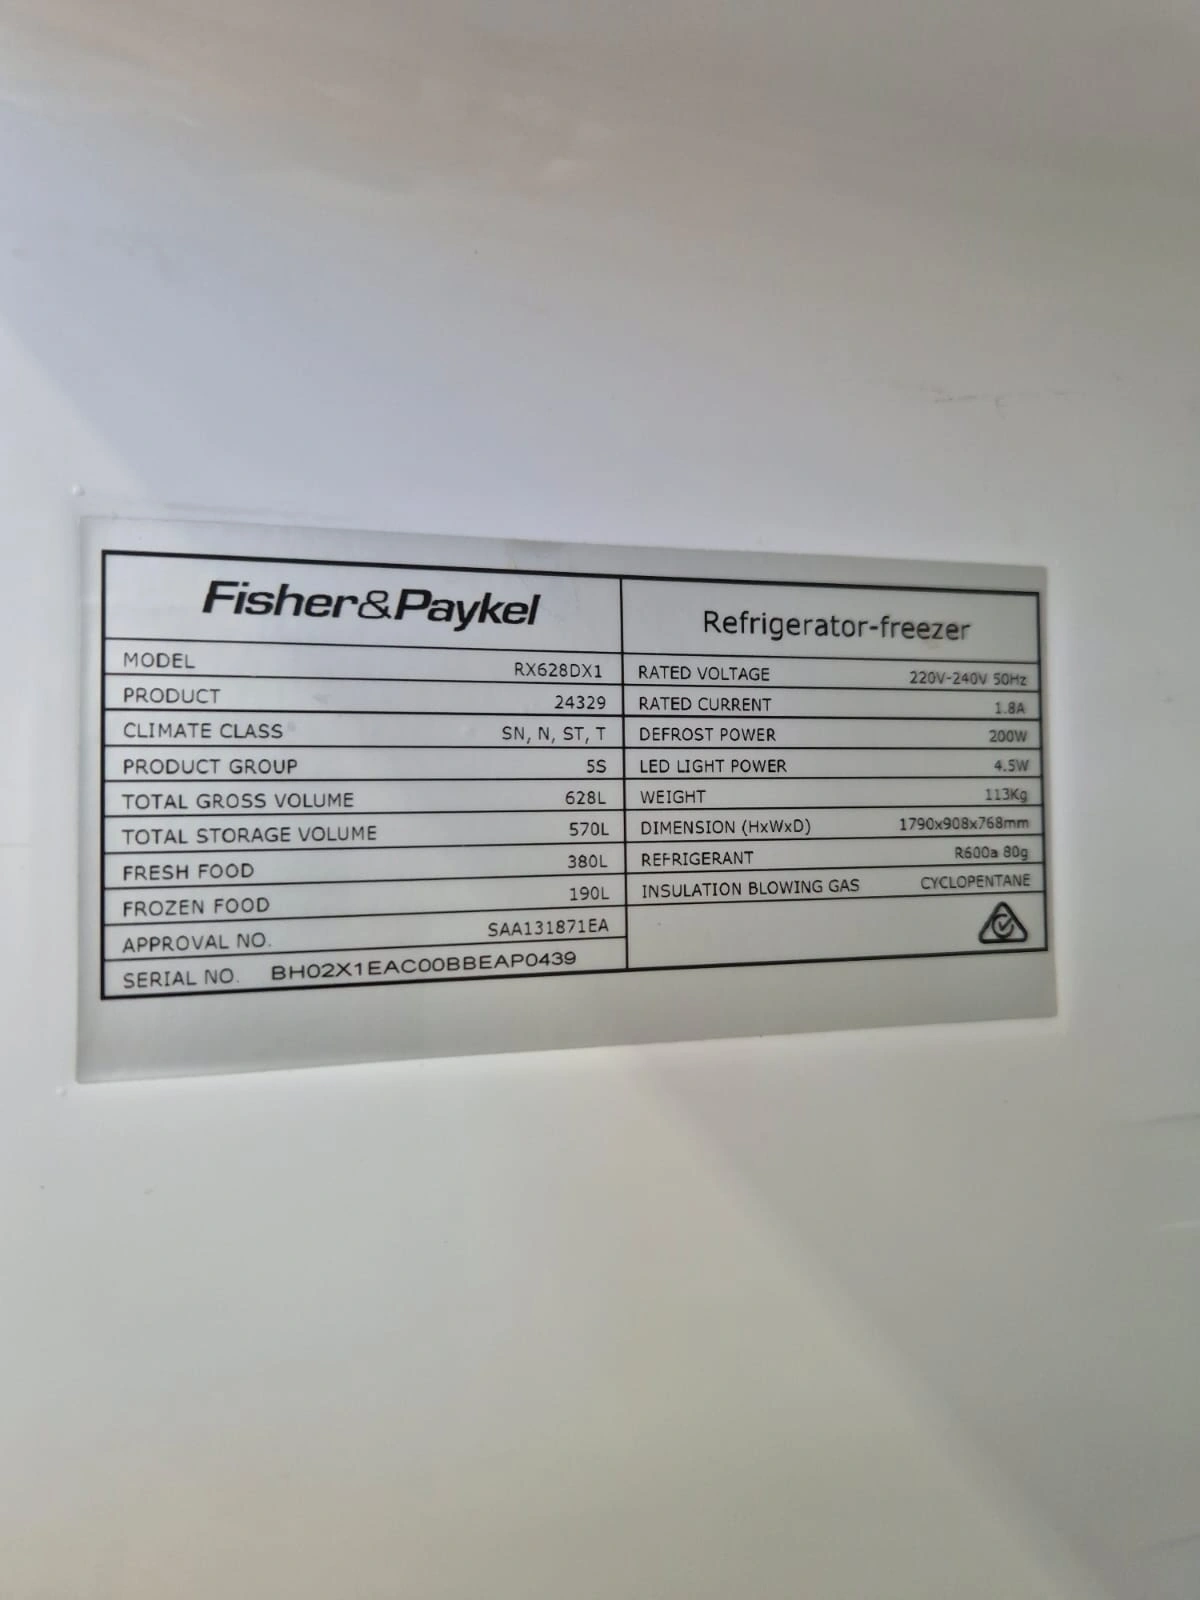 Fisher&Paykel
MODEL RX628DX1
PRODUCT 24329
CLIMATE CLASS SN, N, ST, T
PRODUCT GROUP 5S
TOTAL GROSS VOLUME 628L
TOTAL STORAGE VOLUME 570L
FRESH FOOD 380L
FROZEN FOOD 190L
APPROVAL NO. SAA131871EA
SERIAL NO. BH02X1EAC00BBEAP0439
Refrigerator-freezer
RATED VOLTAGE 220V-240V 50Hz
RATED CURRENT 1.8A
DEFROST POWER 200W
LED LIGHT POWER 4.5W
WEIGHT 113Kg
DIMENSION (HxWxD) 1790x908x768mm
REFRIGERANT R600a 80g
INSULATION BLOWING GAS CYCLOPENTANE